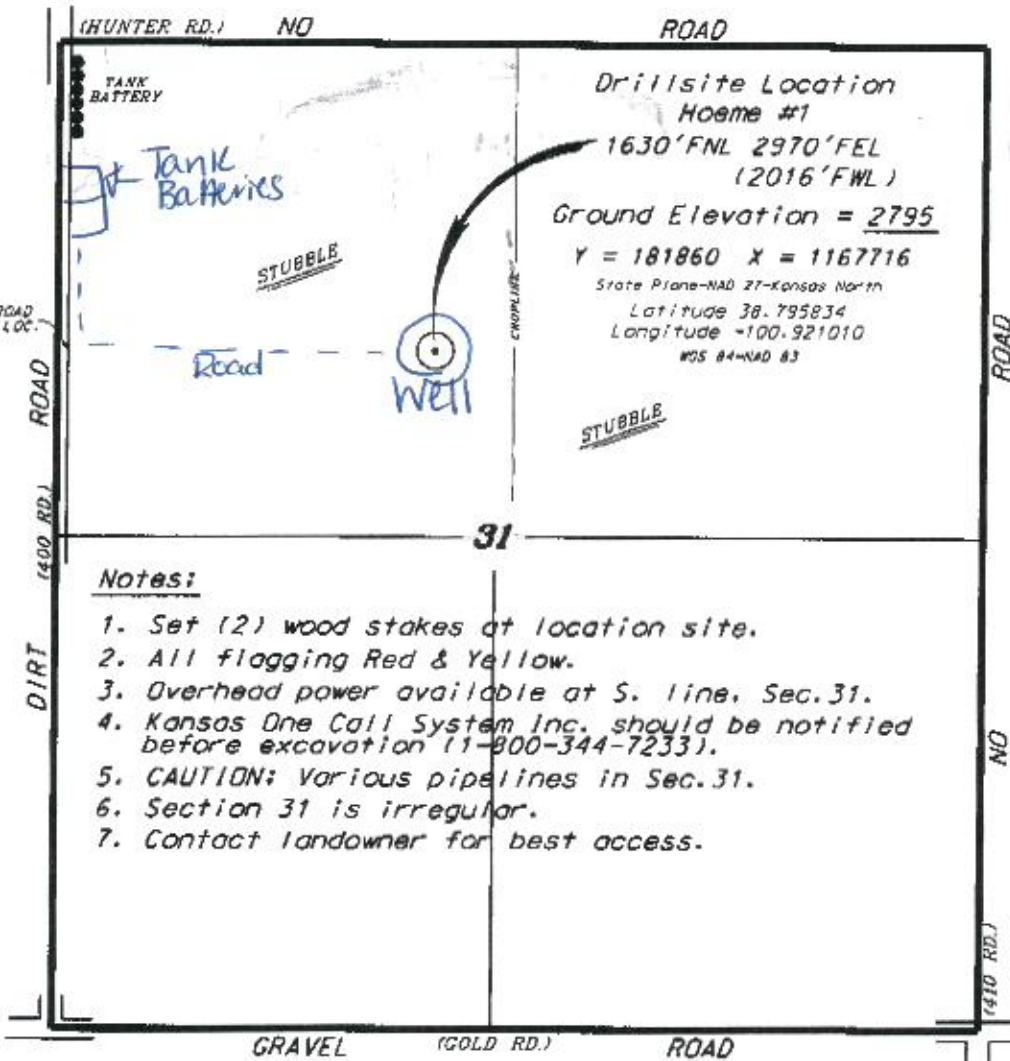 (HUNTER RD.) NO ROAD
TANK
BATTERY
Tank
Batteries
Drillsite Location
Hoeme #1
1630'FNL 2970'FEL
(2016'FWL)
Ground Elevation = 2795
Y = 181860 X = 1167716
State Plane-NAD 27-Kansas North
Latitude 38.795834
Longitude -100.921010
WGS 84-NAD 83
STUBBLE
CROPLINE
ROAD
LOC.
Road
Well
STUBBLE
DIRT (400 RD.) ROAD
NO ROAD
(410 RD.)
31
Notes:
1. Set (2) wood stakes at location site.
2. All flagging Red & Yellow.
3. Overhead power available at S. line, Sec.31.
4. Kansas One Call System Inc. should be notified
before excavation (1-800-344-7233).
5. CAUTION: Various pipelines in Sec.31.
6. Section 31 is irregular.
7. Contact landowner for best access.
GRAVEL (GOLD RD.) ROAD